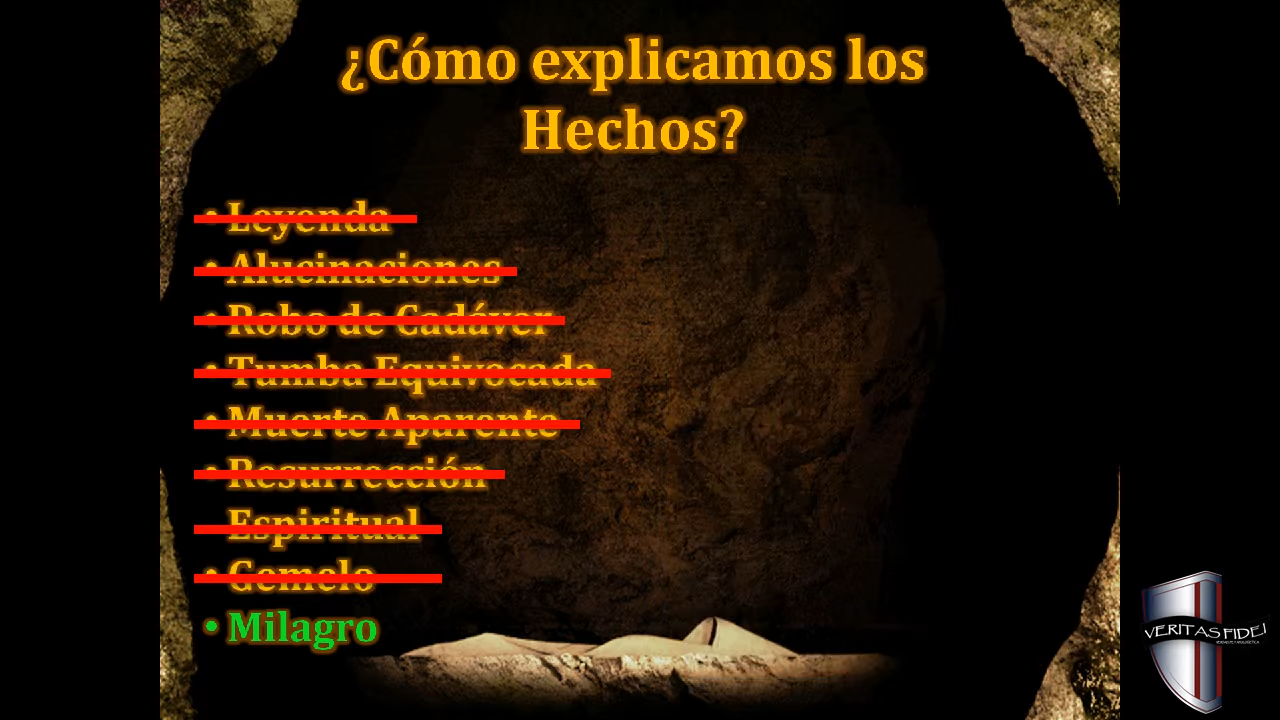 ¿Cómo explicamos los
Hechos?
• Leyenda
• Alucinaciones
• Robo de Cadáver
• Tumba Equivocada
• Muerte Aparente
• Resurrección
Espiritual
• Gemelo
• Milagro
VERITAS FIDEI